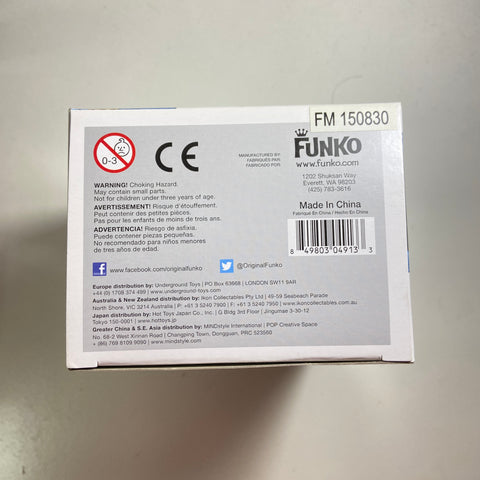 FM 150830
0-3
CE
MANUFACTURED BY:
FABRIQUÉS PAR:
FABRICADO POR:
FUNKO
www.funko.com
1202 Shuksan Way
Everett, WA 98203
(425) 783-3616
WARNING! Choking Hazard.
May contain small parts.
Not for children under three years of age.
AVERTISSEMENT! Risque d'étouffement.
Peut contenir des petites pièces.
Pas pour les enfants de moins de trois ans.
ADVERTENCIA! Riesgo de asfixia.
Puede contener piezas pequeñas.
No recomendado para niños menores
de tres años de edad.
Made In China
Fabriqué En China / Hecho En China
8 49803 04913 3
www.facebook.com/originalfunko
@OriginalFunko
Europe distribution by: Underground Toys | PO Box 63668 | LONDON SW11 9AR
+44 (0) 1708 374 499 | www.underground-toys.com
Australia & New Zealand distribution by: Ikon Collectables Pty Ltd | 49-59 Seabeach Parade
North Shore, VIC 3214 Australia | P: +61 3 5240 7900 | F: +61 3 5240 7950 | www.ikoncollectables.com.au
Japan distribution by: Hot Toys Japan Co., Inc. | G Bldg 3rd Floor | Jingumae 3-30-12
Tokyo 150-0001 | www.hottoys.jp
Greater China & S.E. Asia distribution by: MINDstyle International | POP Creative Space
No. 68-2 West Xinnan Road | Changping Town, Dongguan, PRC 523560
+ (86) 769 8109 9090 | www.mindstyle.com